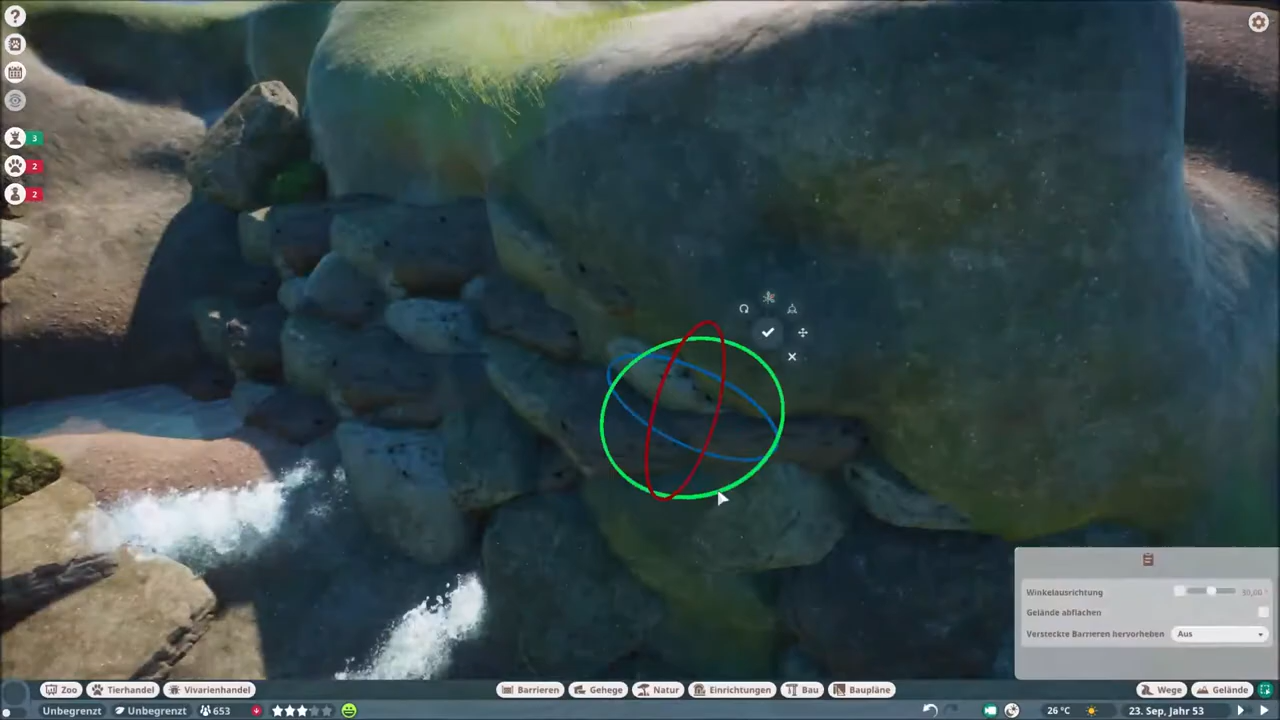 ?
3
2
2
Winkelausrichtung
Gelände abflachen
Versteckte Barrieren hervorheben Aus
Zoo Tierhandel Vivarienhandel Barrieren Gehege Natur Einrichtungen Bau Baupläne Wege Gelände
Unbegrenzt Unbegrenzt 653 26 °C 23. Sep, Jahr 53